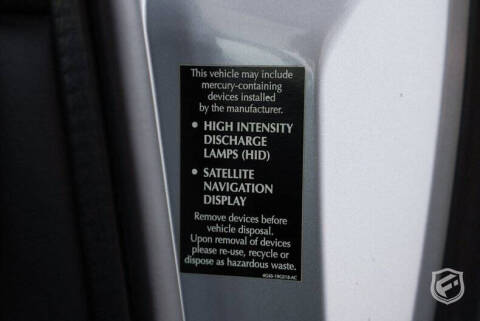 This vehicle may include
mercury-containing
devices installed
by the manufacturer.
• HIGH INTENSITY
DISCHARGE
LAMPS (HID)
• SATELLITE
NAVIGATION
DISPLAY
Remove devices before
vehicle disposal.
Upon removal of devices
please re-use, recycle or
dispose as hazardous waste.